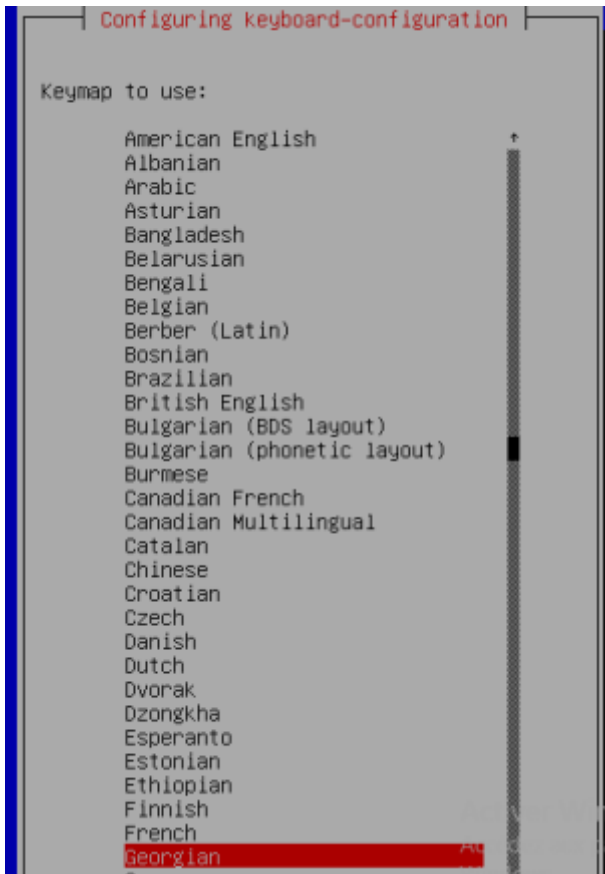 Configuring keyboard-configuration
Keymap to use:
American English
Albanian
Arabic
Asturian
Bangladesh
Belarusian
Bengali
Belgian
Berber (Latin)
Bosnian
Brazilian
British English
Bulgarian (BDS layout)
Bulgarian (phonetic layout)
Burmese
Canadian French
Canadian Multilingual
Catalan
Chinese
Croatian
Czech
Danish
Dutch
Dvorak
Dzongkha
Esperanto
Estonian
Ethiopian
Finnish
French
Georgian